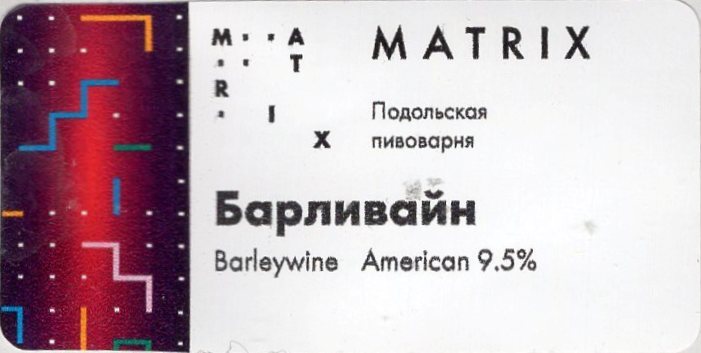 M A
T
R
I
X
MATRIX
Подольская
пивоварня
Барливайн
Barleywine American 9.5%